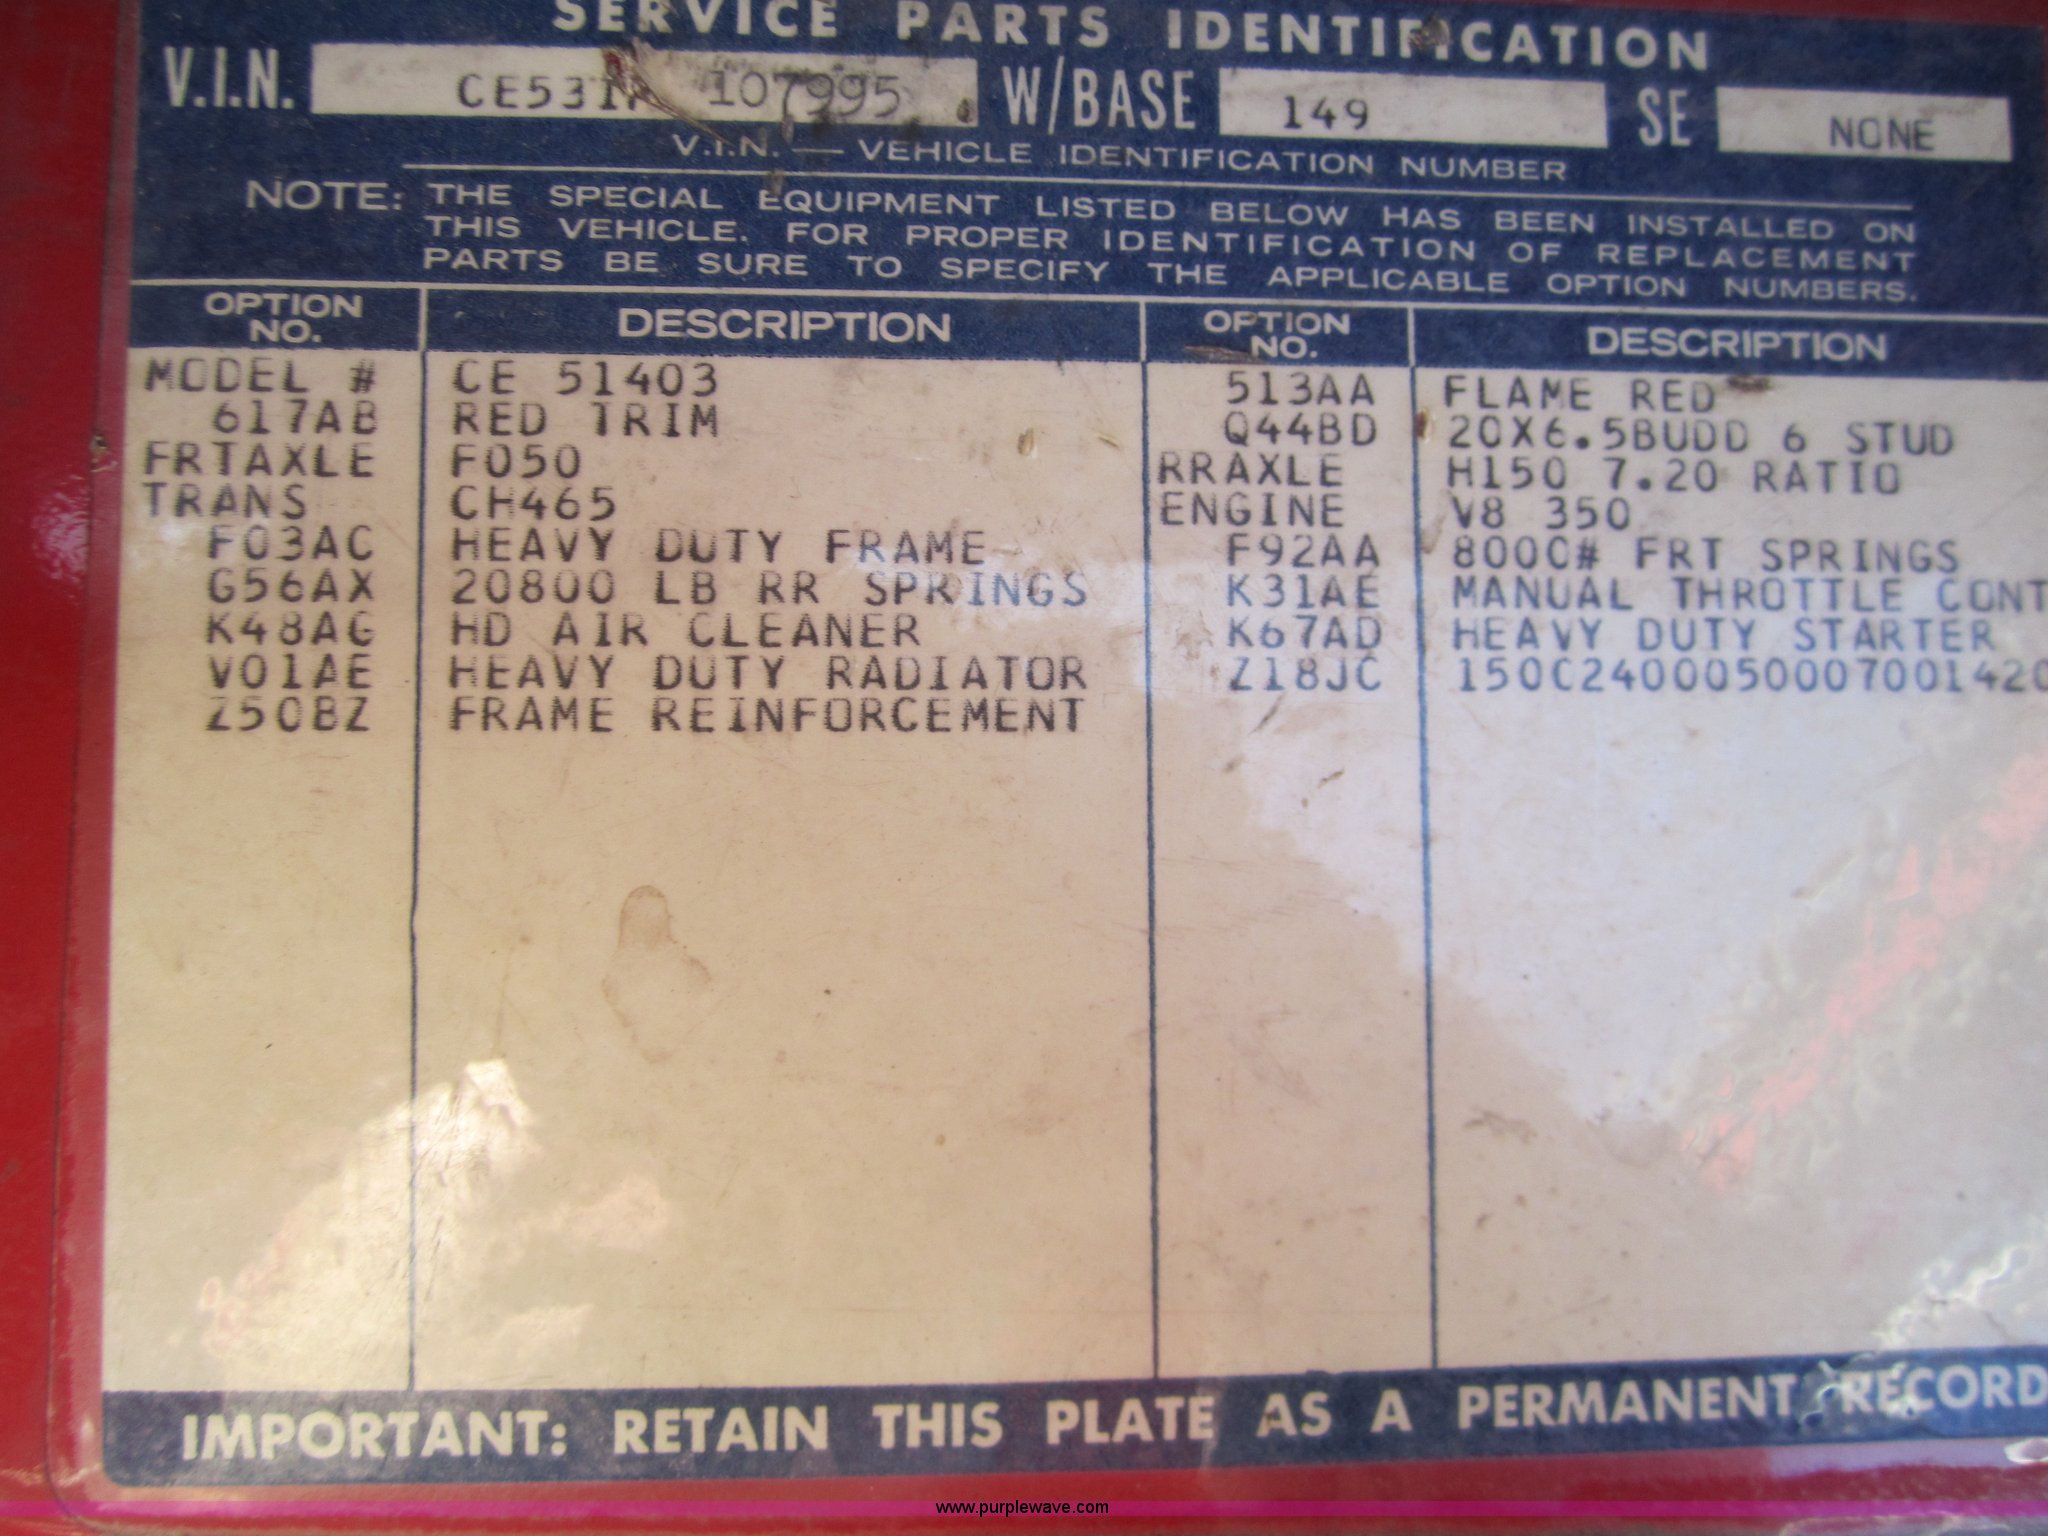 SERVICE PARTS IDENTIFICATION
V.I.N. 107995 W/BASE 149 SE NONE
V.I.N. — VEHICLE IDENTIFICATION NUMBER
NOTE: THE SPECIAL EQUIPMENT LISTED BELOW HAS BEEN INSTALLED ON
THIS VEHICLE. FOR PROPER IDENTIFICATION OF REPLACEMENT
PARTS BE SURE TO SPECIFY THE APPLICABLE OPTION NUMBERS.
OPTION NO. DESCRIPTION OPTION NO. DESCRIPTION
MODEL # CE 51403 513AA FLAME RED
617AB RED TRIM Q44BD 20X6.5BUDD 6 STUD
FRTAXLE F050 RRAXLE H150 7.20 RATIO
TRANS CH465 ENGINE V8 350
F03AC HEAVY DUTY FRAME F92AA 8000# FRT SPRINGS
G56AX 20800 LB RR SPRINGS K31AE MANUAL THROTTLE CONT
K48AG HD AIR CLEANER K67AD HEAVY DUTY STARTER
V01AE HEAVY DUTY RADIATOR Z18JC 150C2400050007001420
Z50BZ FRAME REINFORCEMENT
IMPORTANT: RETAIN THIS PLATE AS A PERMANENT RECORD
www.purplewave.com